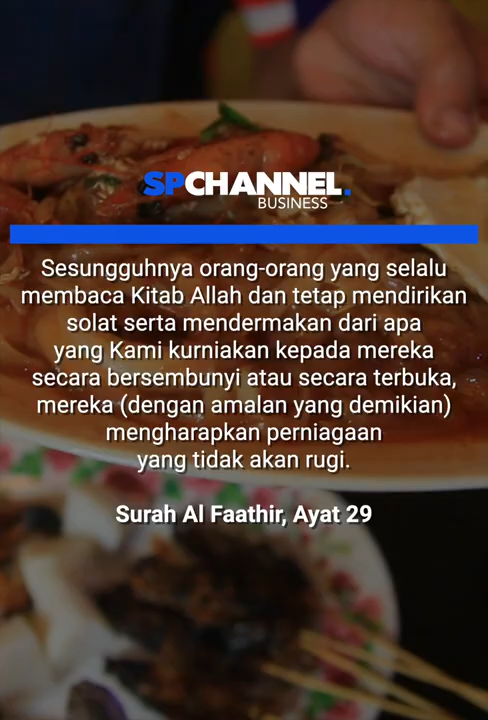 SPCHANNEL.
BUSINESS
Sesungguhnya orang-orang yang selalu
membaca Kitab Allah dan tetap mendirikan
solat serta mendermakan dari apa
yang Kami kurniakan kepada mereka
secara bersembunyi atau secara terbuka,
mereka (dengan amalan yang demikian)
mengharapkan perniagaan
yang tidak akan rugi.
Surah Al Faathir, Ayat 29